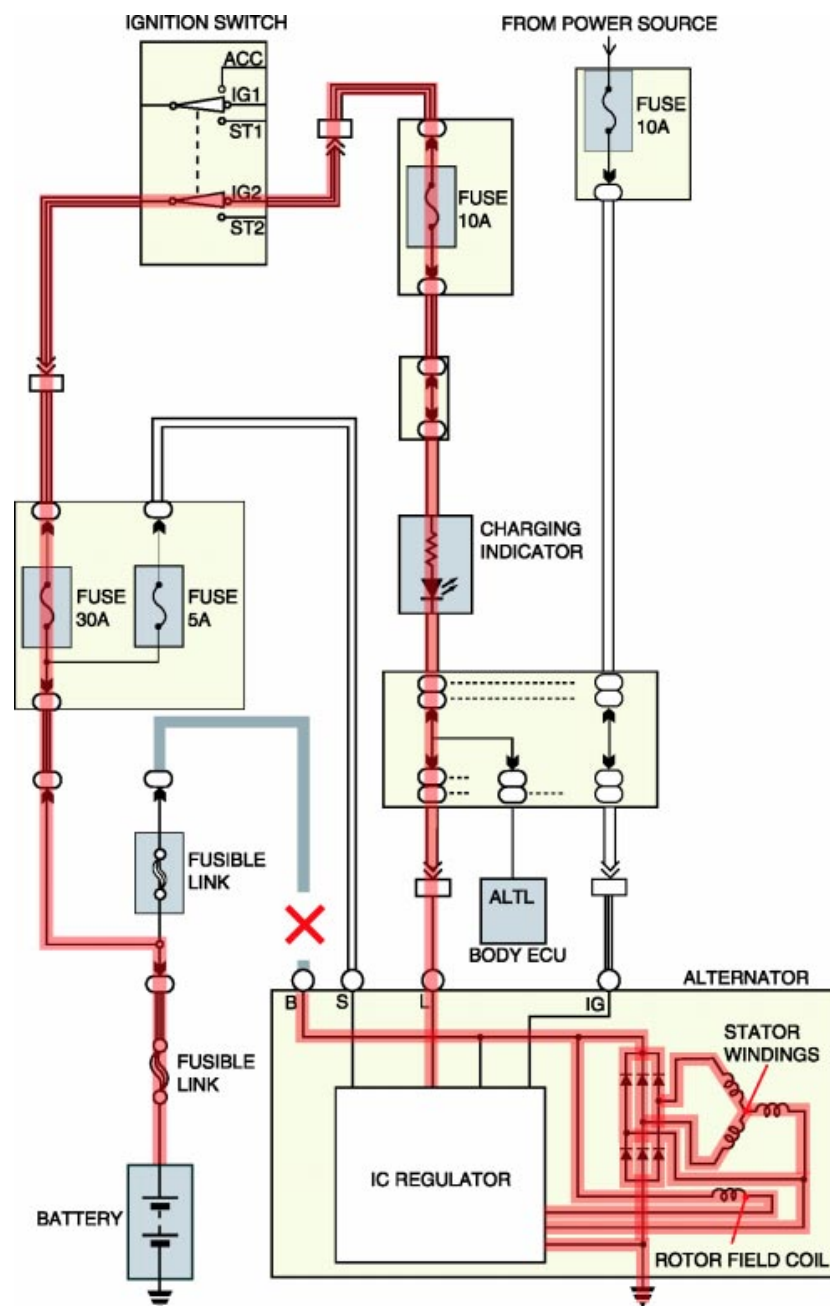 IGNITION SWITCH
FROM POWER SOURCE
ACC
IG1
ST1
IG2
ST2
FUSE
10A
FUSE
10A
CHARGING
INDICATOR
FUSE
30A
FUSE
5A
FUSIBLE
LINK
ALTL
BODY ECU
ALTERNATOR
B
S
L
IG
STATOR
WINDINGS
FUSIBLE
LINK
IC REGULATOR
BATTERY
ROTOR FIELD COIL